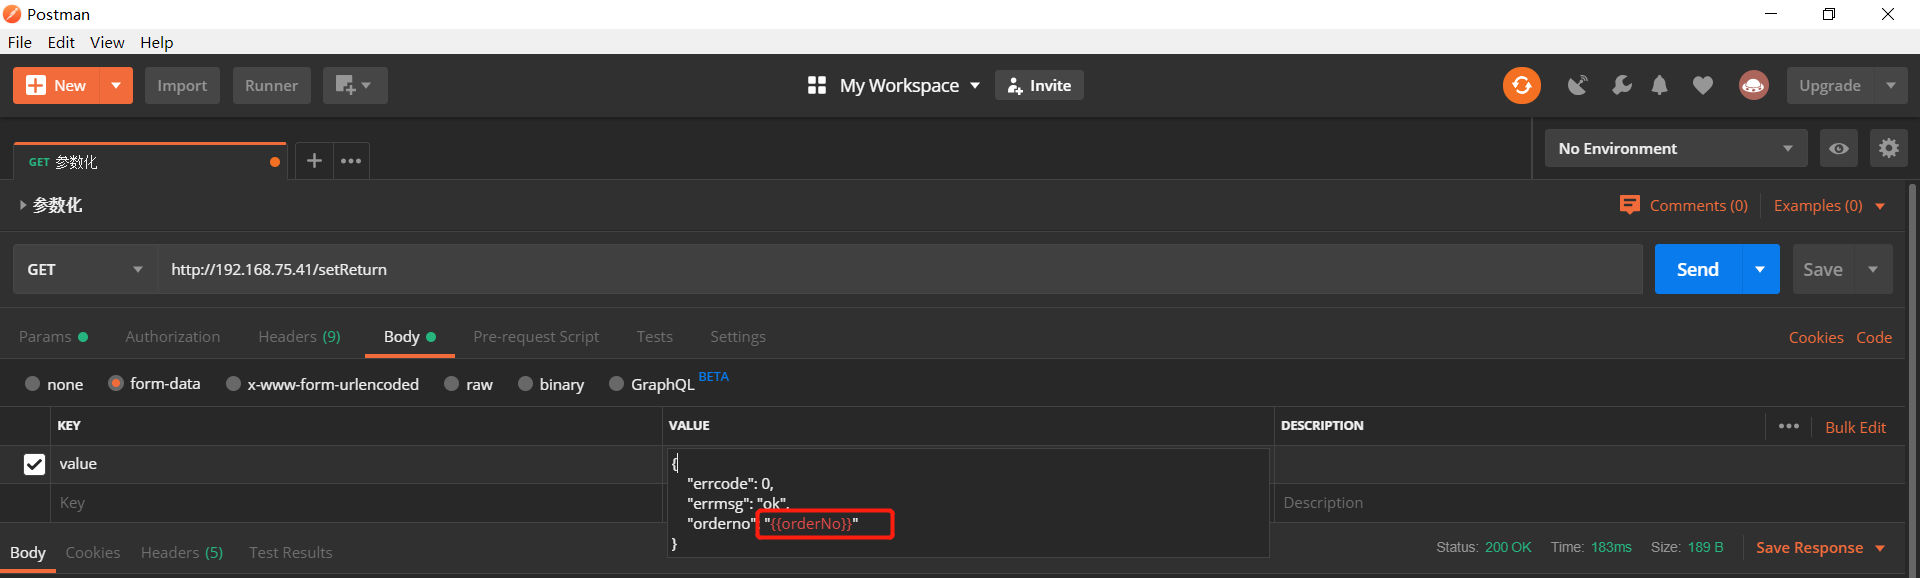 Postman
File Edit View Help
New Import Runner My Workspace Invite Upgrade
GET 参数化 No Environment
参数化 Comments (0) Examples (0)
GET http://192.168.75.41/setReturn Send Save
Params Authorization Headers (9) Body Pre-request Script Tests Settings Cookies Code
none form-data x-www-form-urlencoded raw binary GraphQL BETA
KEY VALUE DESCRIPTION Bulk Edit
value
{
"errcode": 0,
Key Description
"errmsg": "ok",
"orderno": "{{orderNo}}"
}
Body Cookies Headers (5) Test Results Status: 200 OK Time: 183ms Size: 189 B Save Response